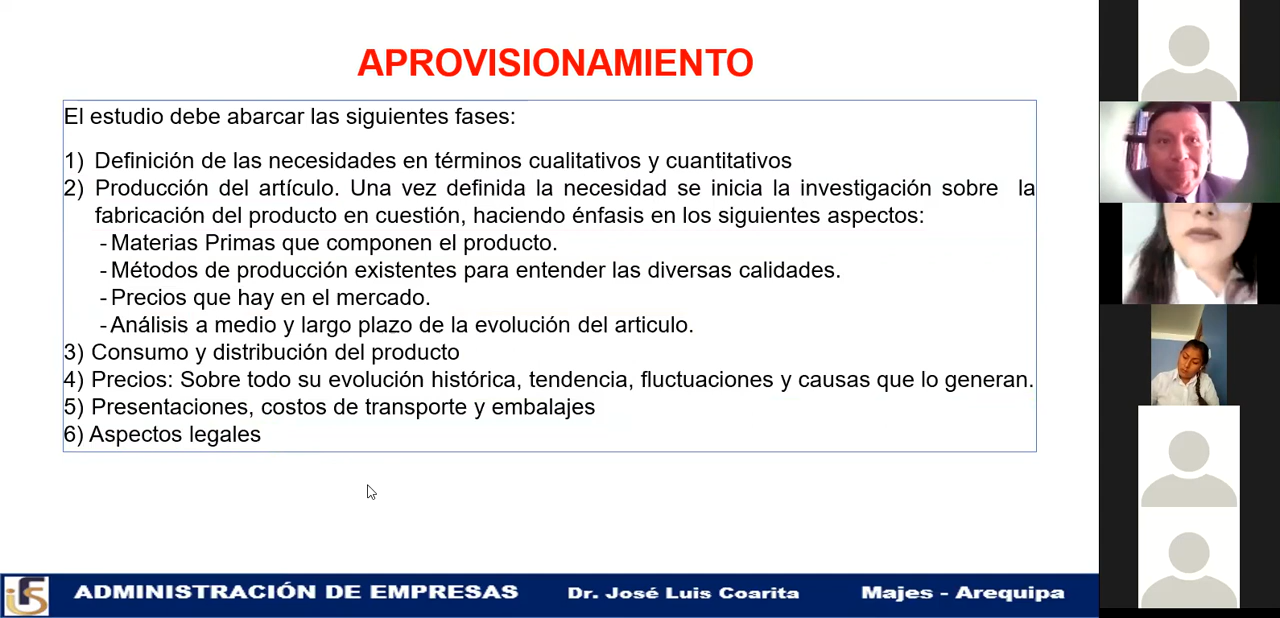 APROVISIONAMIENTO
El estudio debe abarcar las siguientes fases:
1) Definición de las necesidades en términos cualitativos y cuantitativos
2) Producción del artículo. Una vez definida la necesidad se inicia la investigación sobre la
fabricación del producto en cuestión, haciendo énfasis en los siguientes aspectos:
- Materias Primas que componen el producto.
- Métodos de producción existentes para entender las diversas calidades.
- Precios que hay en el mercado.
- Análisis a medio y largo plazo de la evolución del articulo.
3) Consumo y distribución del producto
4) Precios: Sobre todo su evolución histórica, tendencia, fluctuaciones y causas que lo generan.
5) Presentaciones, costos de transporte y embalajes
6) Aspectos legales
ADMINISTRACIÓN DE EMPRESAS Dr. José Luis Coarita Majes - Arequipa